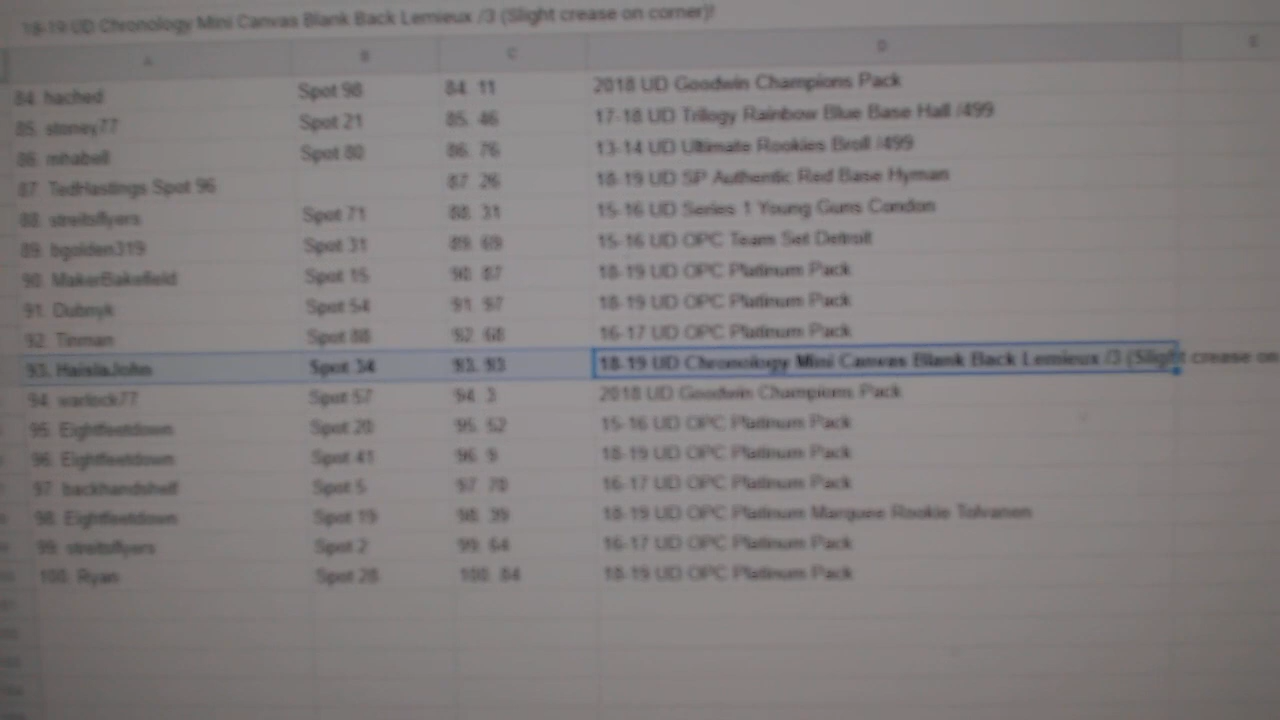 18-19 UD Chronology Mini Canvas Blank Back Lemieux /3 (Slight crease on corner)!
A B C D E
84. hached Spot 98 84. 11 2018 UD Goodwin Champions Pack
85. stoney77 Spot 21 85. 46 17-18 UD Trilogy Rainbow Blue Base Hall /499
86. mhabell Spot 80 86. 76 13-14 UD Ultimate Rookies Broll /499
87. TedHastings Spot 96 87. 26 18-19 UD SP Authentic Red Base Hyman
88. streitsflyers Spot 71 88. 31 15-16 UD Series 1 Young Guns Condon
89. bgolden319 Spot 31 89. 69 15-16 UD OPC Team Set Detroit
90. MakerBakefield Spot 15 90. 87 18-19 UD OPC Platinum Pack
91. Dubnyk Spot 54 91. 97 18-19 UD OPC Platinum Pack
92. Tinman Spot 88 92. 68 16-17 UD OPC Platinum Pack
93. HaislaJohn Spot 34 93. 93 18-19 UD Chronology Mini Canvas Blank Back Lemieux /3 (Slight crease on
94. warlock77 Spot 57 94. 3 2018 UD Goodwin Champions Pack
95. Eightfeetdown Spot 20 95. 52 15-16 UD OPC Platinum Pack
96. Eightfeetdown Spot 41 96. 9 18-19 UD OPC Platinum Pack
97. backhandshelf Spot 5 97. 70 16-17 UD OPC Platinum Pack
98. Eightfeetdown Spot 19 98. 39 18-19 UD OPC Platinum Marquee Rookie Tolvanen
99. streitsflyers Spot 2 99. 64 16-17 UD OPC Platinum Pack
100. Ryan Spot 28 100. 84 18-19 UD OPC Platinum Pack